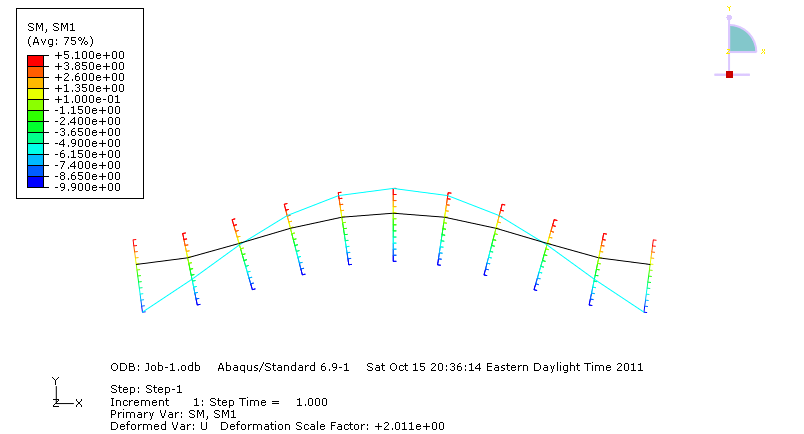 SM, SM1
(Avg: 75%)
+5.100e+00
+3.850e+00
+2.600e+00
+1.350e+00
+1.000e-01
-1.150e+00
-2.400e+00
-3.650e+00
-4.900e+00
-6.150e+00
-7.400e+00
-8.650e+00
-9.900e+00
Y
X
ODB: Job-1.odb Abaqus/Standard 6.9-1 Sat Oct 15 20:36:14 Eastern Daylight Time 2011
Y
Z X
Step: Step-1
Increment 1: Step Time = 1.000
Primary Var: SM, SM1
Deformed Var: U Deformation Scale Factor: +2.011e+00